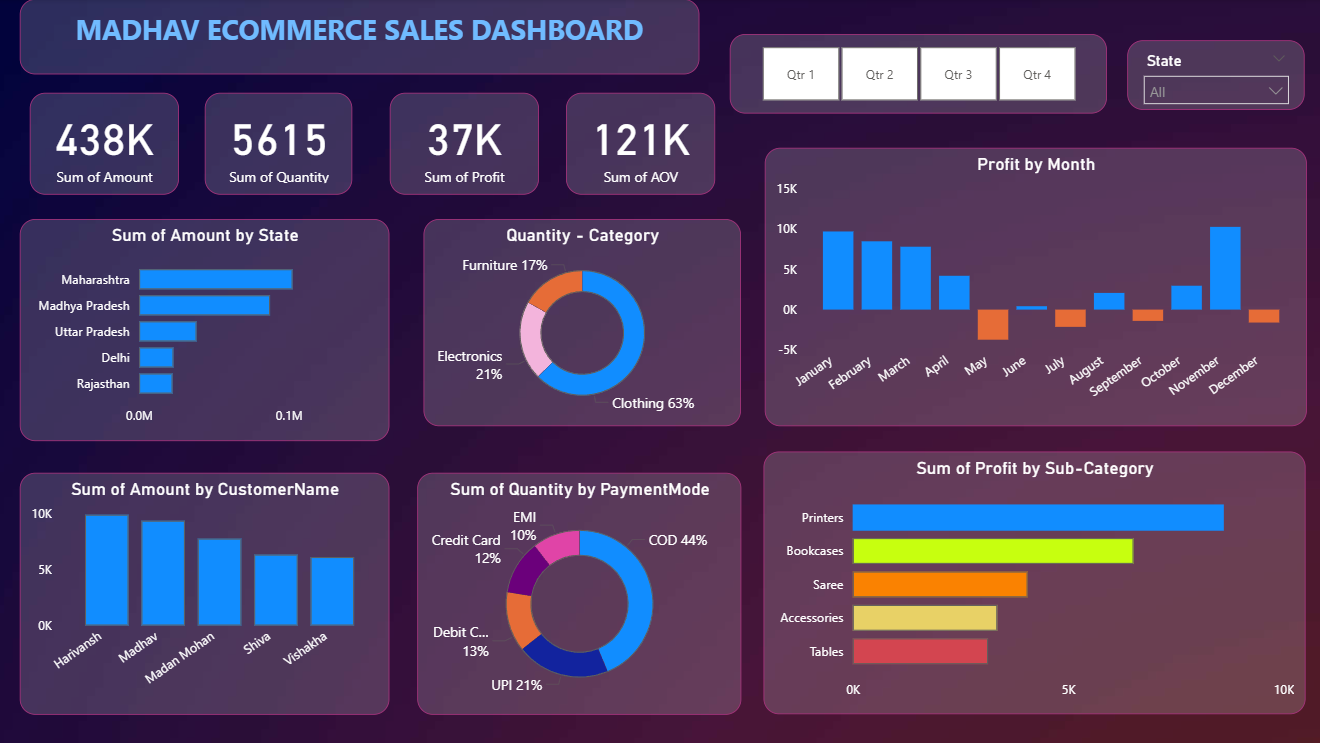 MADHAV ECOMMERCE SALES DASHBOARD
Qtr 1
Qtr 2
Qtr 3
Qtr 4
State
All
438K
Sum of Amount
5615
Sum of Quantity
37K
Sum of Profit
121K
Sum of AOV
Profit by Month
15K
10K
5K
0K
-5K
January
February
March
April
May
June
July
August
September
October
November
December
Sum of Amount by State
Maharashtra
Madhya Pradesh
Uttar Pradesh
Delhi
Rajasthan
0.0M
0.1M
Quantity - Category
Furniture 17%
Electronics
21%
Clothing 63%
Sum of Amount by CustomerName
10K
5K
0K
Harivansh
Madhav
Madan Mohan
Shiva
Vishakha
Sum of Quantity by PaymentMode
EMI
10%
Credit Card
12%
COD 44%
Debit C...
13%
UPI 21%
Sum of Profit by Sub-Category
Printers
Bookcases
Saree
Accessories
Tables
0K
5K
10K